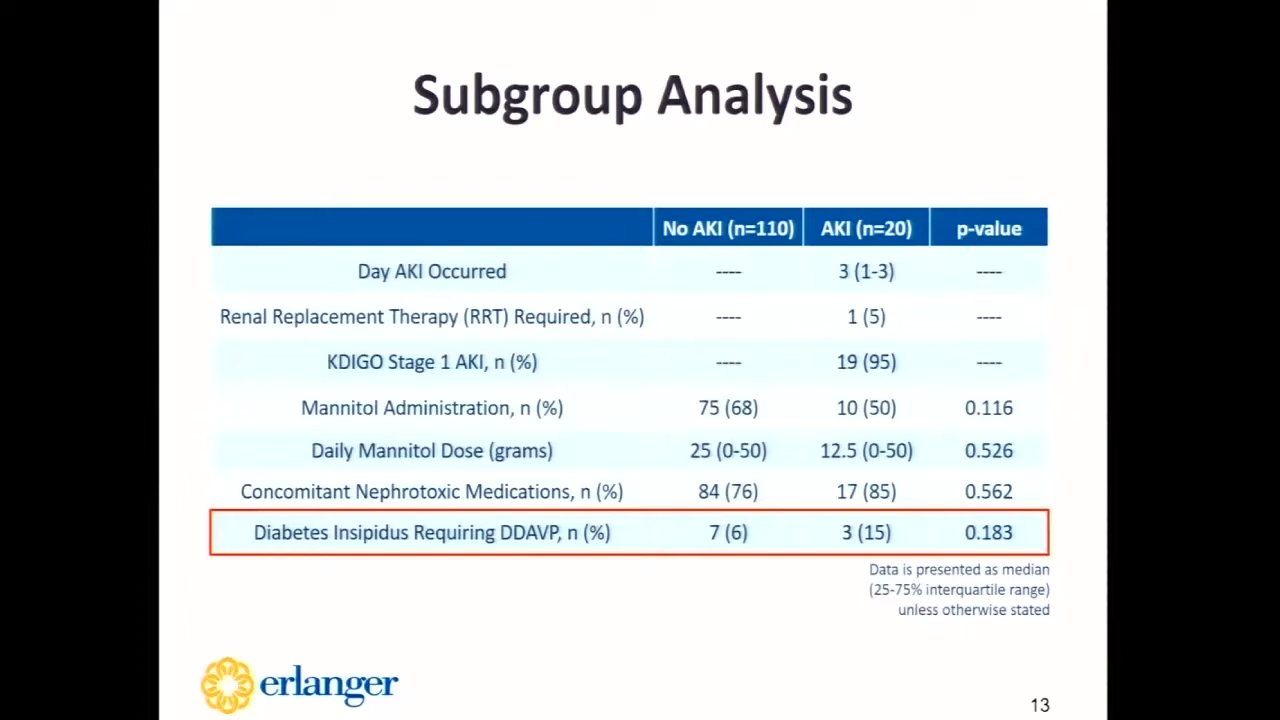 Subgroup Analysis
No AKI (n=110) AKI (n=20) p-value
Day AKI Occurred ---- 3 (1-3) ----
Renal Replacement Therapy (RRT) Required, n (%) ---- 1 (5) ----
KDIGO Stage 1 AKI, n (%) ---- 19 (95) ----
Mannitol Administration, n (%) 75 (68) 10 (50) 0.116
Daily Mannitol Dose (grams) 25 (0-50) 12.5 (0-50) 0.526
Concomitant Nephrotoxic Medications, n (%) 84 (76) 17 (85) 0.562
Diabetes Insipidus Requiring DDAVP, n (%) 7 (6) 3 (15) 0.183
Data is presented as median
(25-75% interquartile range)
unless otherwise stated
erlanger
13